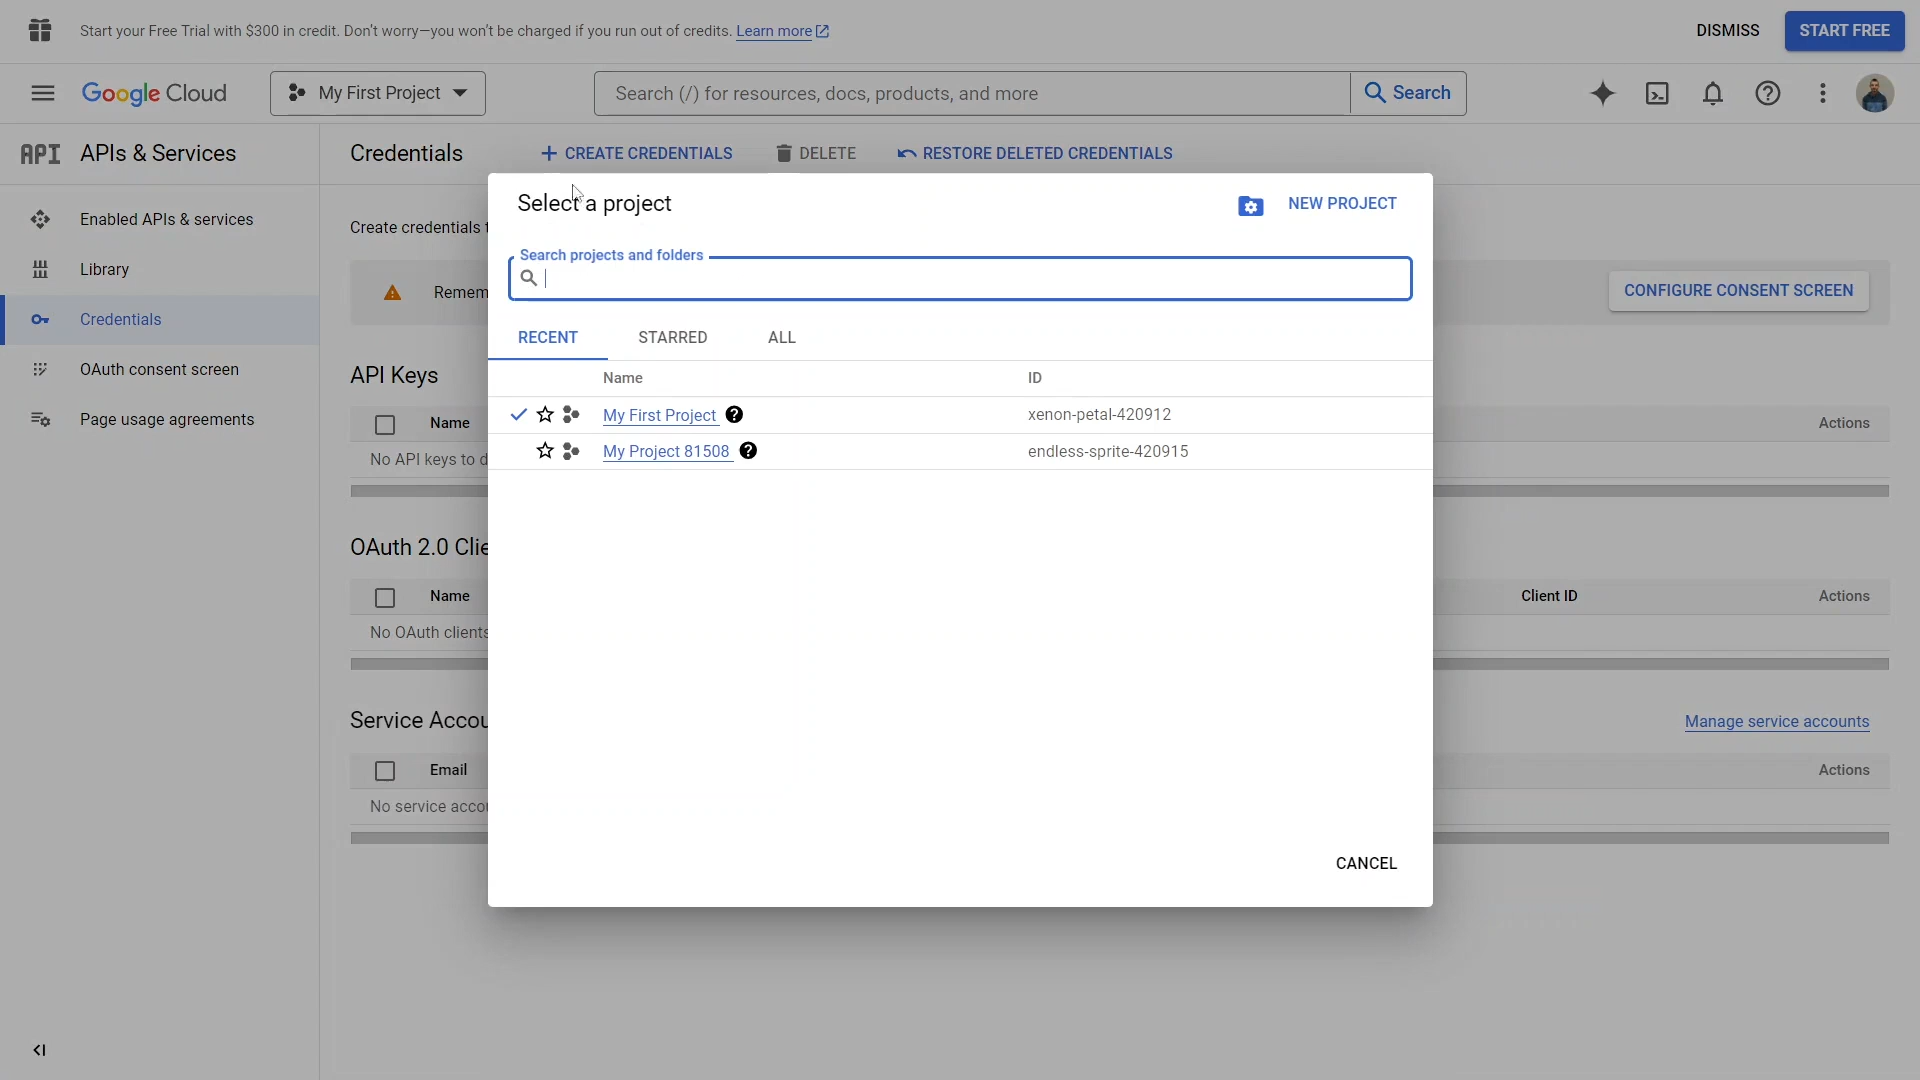 Start your Free Trial with $300 in credit. Don't worry—you won't be charged if you run out of credits. Learn more
DISMISS
START FREE
Google Cloud
My First Project
Search (/) for resources, docs, products, and more
Search
API
APIs & Services
Credentials
CREATE CREDENTIALS
DELETE
RESTORE DELETED CREDENTIALS
Enabled APIs & services
Library
Credentials
OAuth consent screen
Page usage agreements
Create credentials
Select a project
NEW PROJECT
Search projects and folders
RECENT
STARRED
ALL
Name
ID
My First Project
xenon-petal-420912
My Project 81508
endless-sprite-420915
CANCEL
Remem
CONFIGURE CONSENT SCREEN
API Keys
Name
Actions
No API keys to d
OAuth 2.0 Clie
Name
Client ID
Actions
No OAuth clients
Service Accou
Manage service accounts
Email
Actions
No service accou